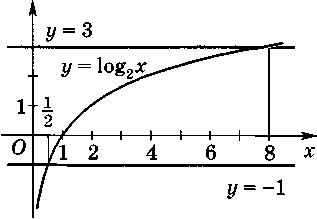 y = 3
y = log₂x
1
1/2
O
1
2
4
6
8
x
y = −1